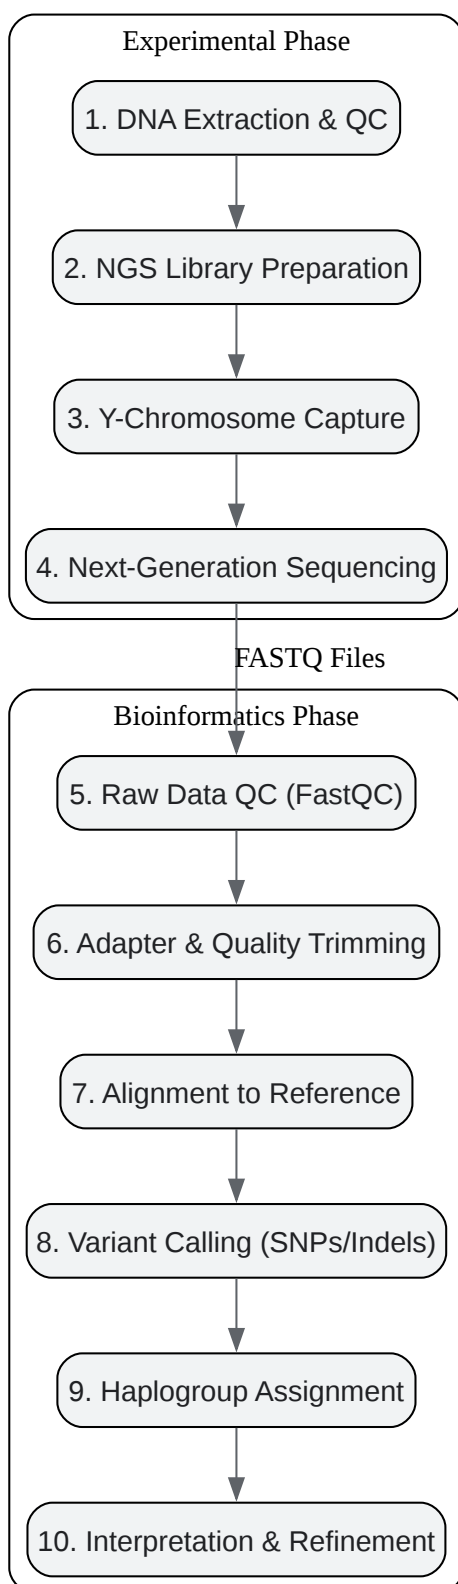 Experimental Phase
1. DNA Extraction & QC
2. NGS Library Preparation
3. Y-Chromosome Capture
4. Next-Generation Sequencing
FASTQ Files
Bioinformatics Phase
5. Raw Data QC (FastQC)
6. Adapter & Quality Trimming
7. Alignment to Reference
8. Variant Calling (SNPs/Indels)
9. Haplogroup Assignment
10. Interpretation & Refinement